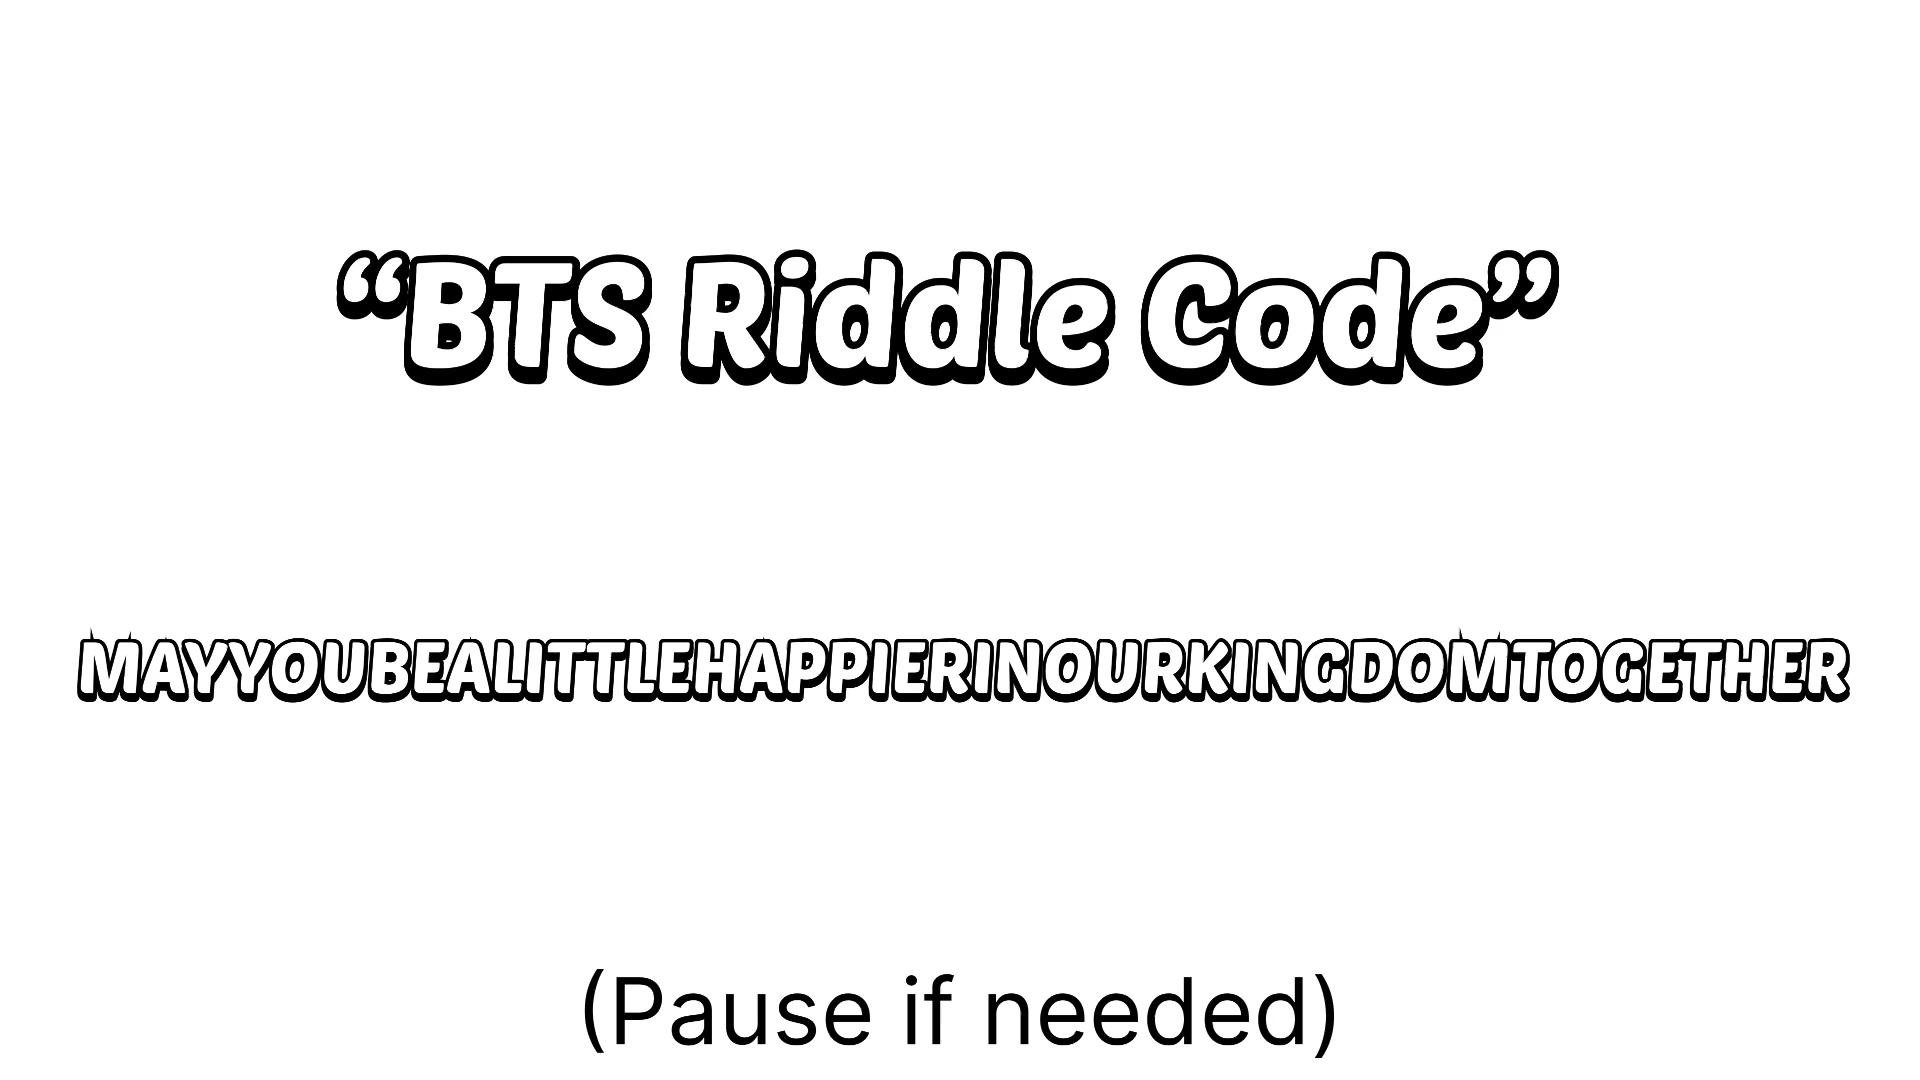 “BTS Riddle Code”
MAYYOUBEALITTLEHAPPIERINOURKINGDOMTOGETHER
(Pause if needed)